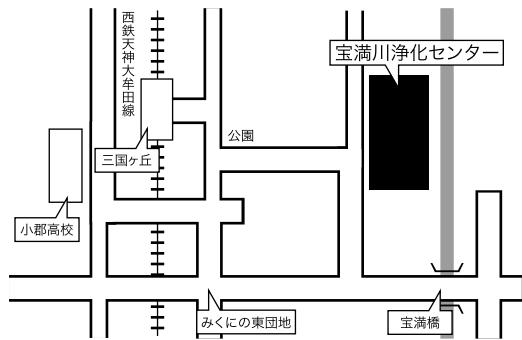 西鉄天神大牟田線
宝満川浄化センター
公園
三国ヶ丘
小郡高校
みくにの東団地
宝満橋